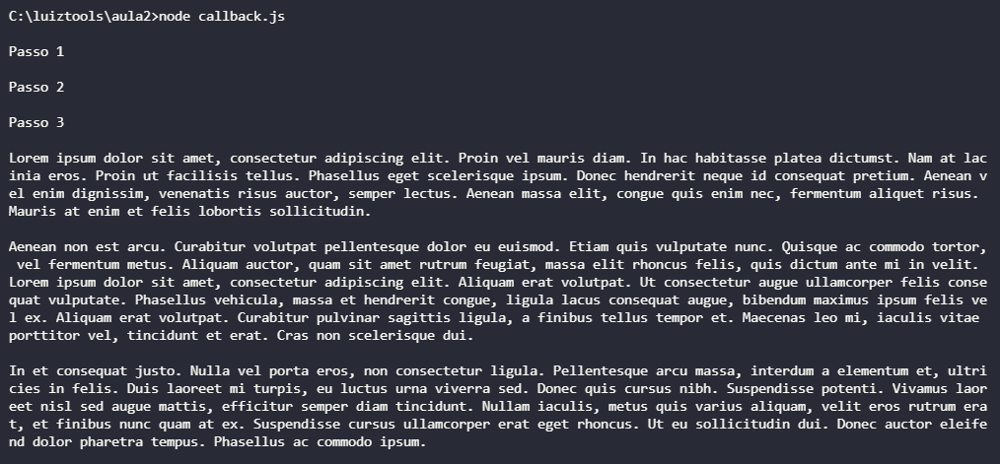 C:\luiztools\aula2>node callback.js
Passo 1
Passo 2
Passo 3
Lorem ipsum dolor sit amet, consectetur adipiscing elit. Proin vel mauris diam. In hac habitasse platea dictumst. Nam at lac
inia eros. Proin ut facilisis tellus. Phasellus eget scelerisque ipsum. Donec hendrerit neque id consequat pretium. Aenean v
el enim dignissim, venenatis risus auctor, semper lectus. Aenean massa elit, congue quis enim nec, fermentum aliquet risus.
Mauris at enim et felis lobortis sollicitudin.
Aenean non est arcu. Curabitur volutpat pellentesque dolor eu euismod. Etiam quis vulputate nunc. Quisque ac commodo tortor,
vel fermentum metus. Aliquam auctor, quam sit amet rutrum feugiat, massa elit rhoncus felis, quis dictum ante mi in velit.
Lorem ipsum dolor sit amet, consectetur adipiscing elit. Aliquam erat volutpat. Ut consectetur augue ullamcorper felis conse
quat vulputate. Phasellus vehicula, massa et hendrerit congue, ligula lacus consequat augue, bibendum maximus ipsum felis ve
l ex. Aliquam erat volutpat. Curabitur pulvinar sagittis ligula, a finibus tellus tempor et. Maecenas leo mi, iaculis vitae
porttitor vel, tincidunt et erat. Cras non scelerisque dui.
In et consequat justo. Nulla vel porta eros, non consectetur ligula. Pellentesque arcu massa, interdum a elementum et, ultri
cies in felis. Duis laoreet mi turpis, eu luctus urna viverra sed. Donec quis cursus nibh. Suspendisse potenti. Vivamus laor
eet nisl sed augue mattis, efficitur semper diam tincidunt. Nullam iaculis, metus quis varius aliquam, velit eros rutrum era
t, et finibus nunc quam at ex. Suspendisse cursus ullamcorper erat eget rhoncus. Ut eu sollicitudin dui. Donec auctor eleife
nd dolor pharetra tempus. Phasellus ac commodo ipsum.